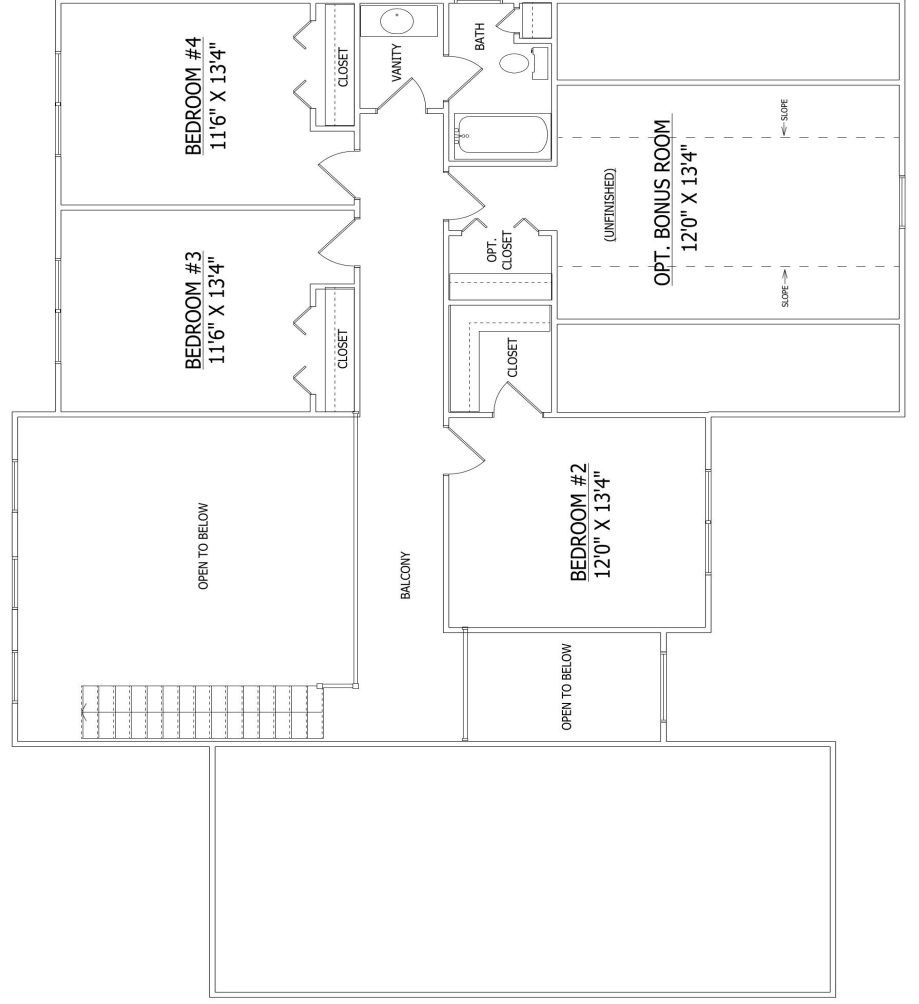 BEDROOM #4
11'6" X 13'4"
CLOSET
VANITY
BATH
SLOPE
OPT. BONUS ROOM
12'0" X 13'4"
(UNFINISHED)
SLOPE
OPT.
CLOSET
BEDROOM #3
11'6" X 13'4"
CLOSET
CLOSET
OPEN TO BELOW
BALCONY
BEDROOM #2
12'0" X 13'4"
OPEN TO BELOW